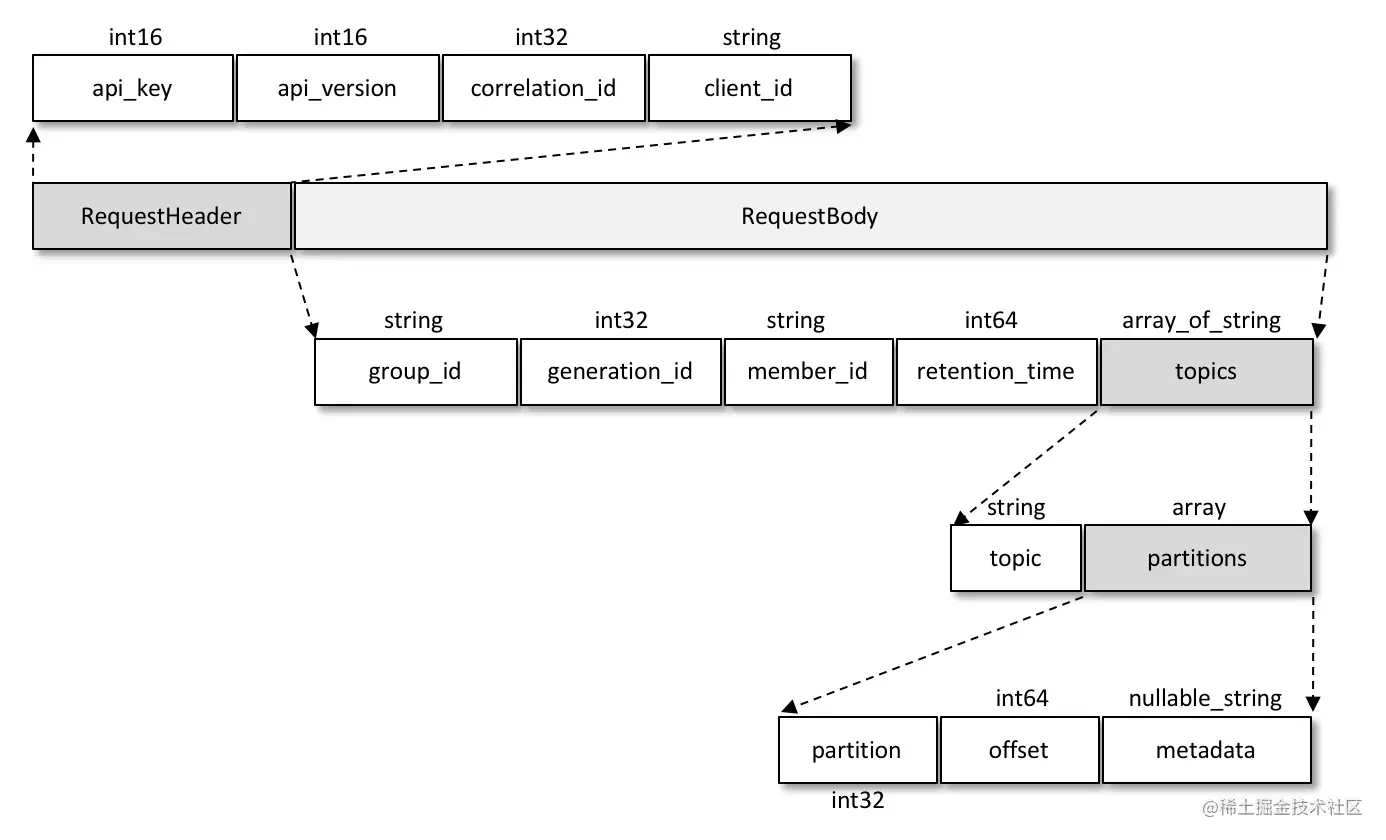 int16 int16 int32 string
api_key api_version correlation_id client_id
RequestHeader RequestBody
string int32 string int64 array_of_string
group_id generation_id member_id retention_time topics
string array
topic partitions
int64 nullable_string
partition offset metadata
int32
@稀土掘金技术社区